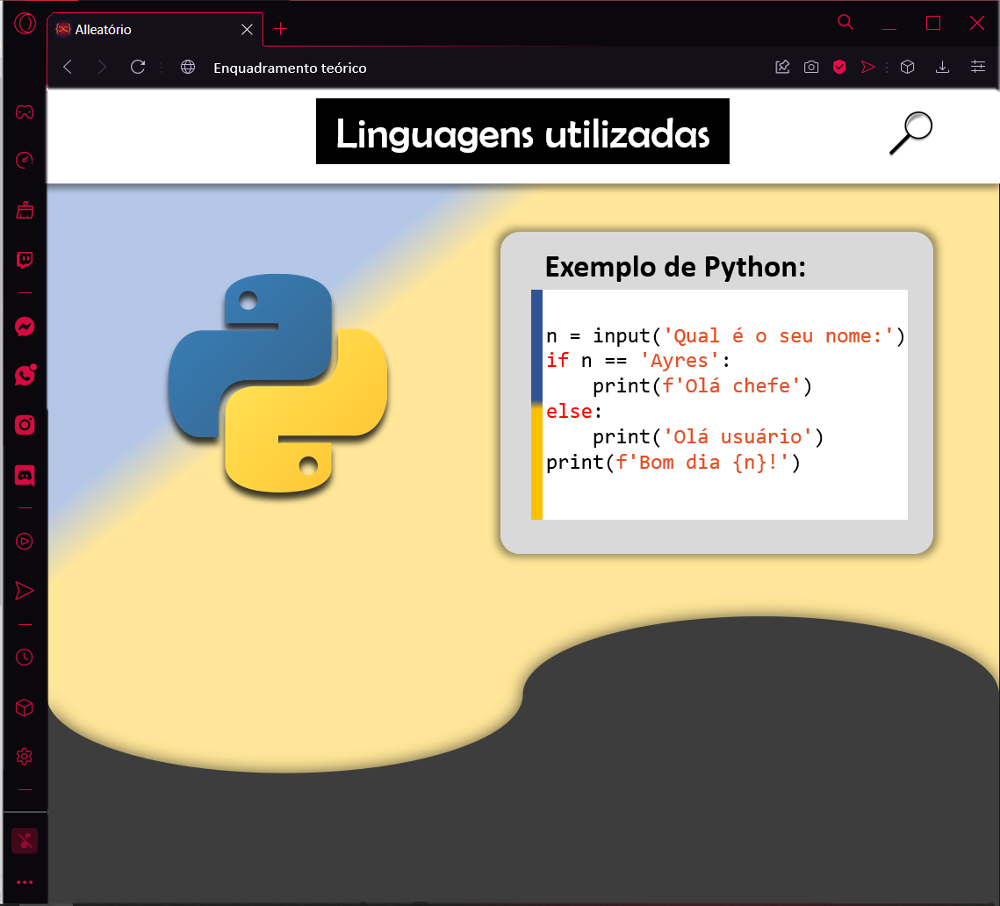 Alleatório
Enquadramento teórico
Linguagens utilizadas
Exemplo de Python:
n = input('Qual é o seu nome:')
if n == 'Ayres':
    print(f'Olá chefe')
else:
    print('Olá usuário')
print(f'Bom dia {n}!')